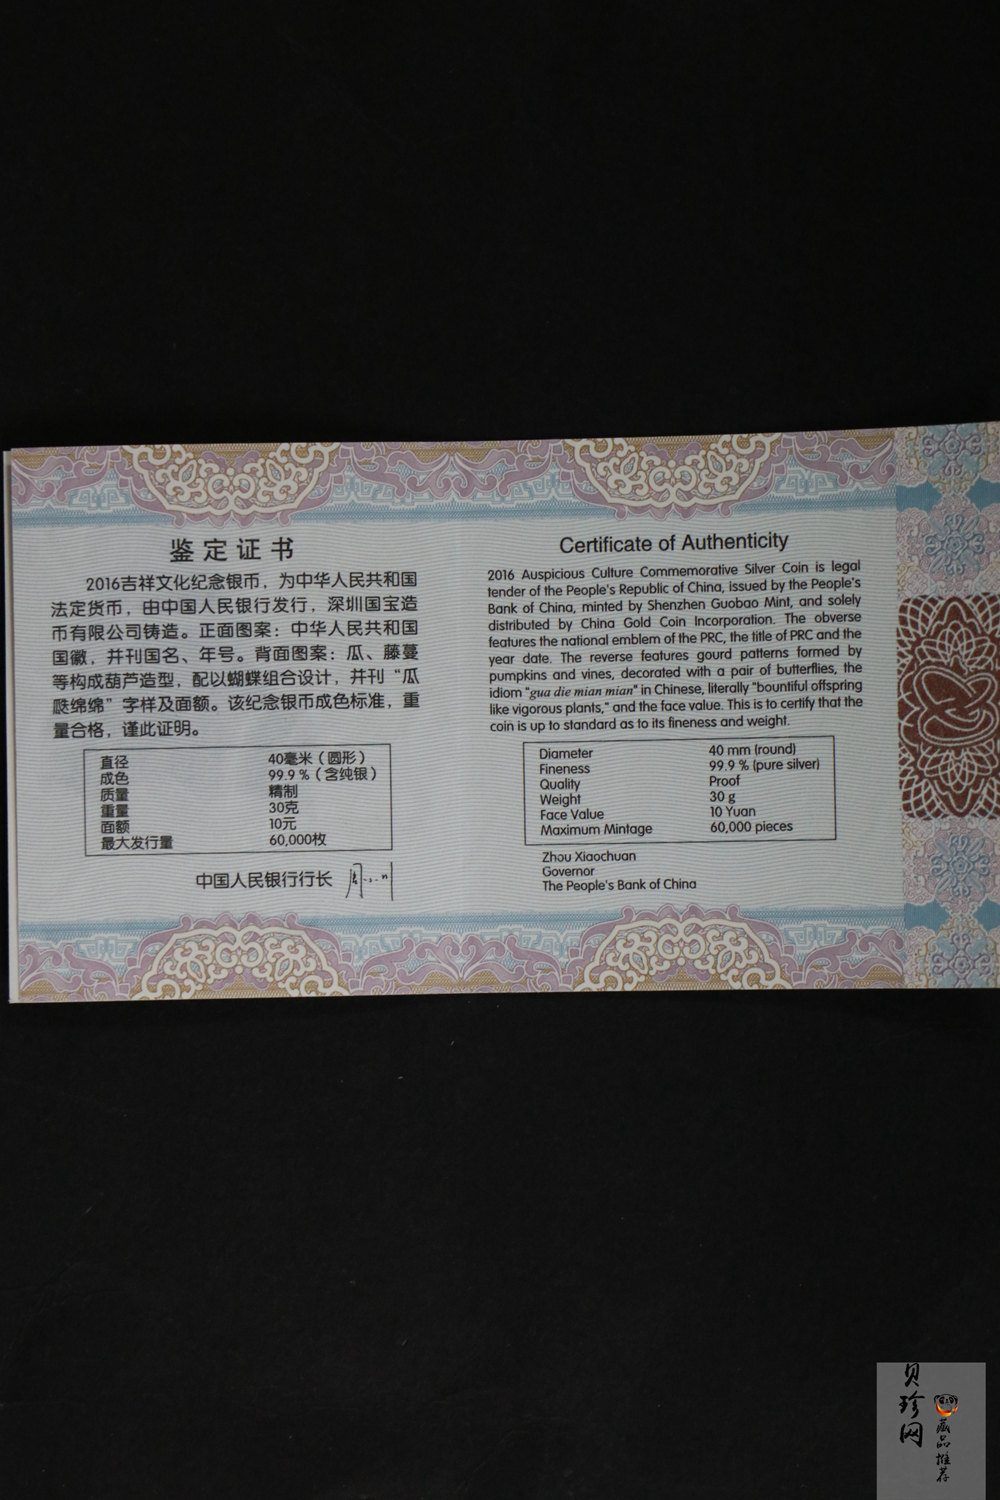 鉴定证书
2016吉祥文化纪念银币，为中华人民共和国
法定货币，由中国人民银行发行，深圳国宝造
币有限公司铸造。正面图案：中华人民共和国
国徽，并刊国名、年号。背面图案：瓜、藤蔓
等构成葫芦造型，配以蝴蝶组合设计，并刊“瓜
瓞绵绵”字样及面额。该纪念银币成色标准，重
量合格，谨此证明。
直径 40毫米（圆形）
成色 99.9％（含纯银）
质量 精制
重量 30克
面额 10元
最大发行量 60,000枚
中国人民银行行长
Certificate of Authenticity
2016 Auspicious Culture Commemorative Silver Coin is legal
tender of the People's Republic of China, issued by the People's
Bank of China, minted by Shenzhen Guobao Mint, and solely
distributed by China Gold Coin Incorporation. The obverse
features the national emblem of the PRC, the title of PRC and the
year date. The reverse features gourd patterns formed by
pumpkins and vines, decorated with a pair of butterflies, the
idiom "gua die mian mian" in Chinese, literally "bountiful offspring
like vigorous plants," and the face value. This is to certify that the
coin is up to standard as to its fineness and weight.
Diameter 40 mm (round)
Fineness 99.9 % (pure silver)
Quality Proof
Weight 30 g
Face Value 10 Yuan
Maximum Mintage 60,000 pieces
Zhou Xiaochuan
Governor
The People's Bank of China
贝珍网
藏品推荐